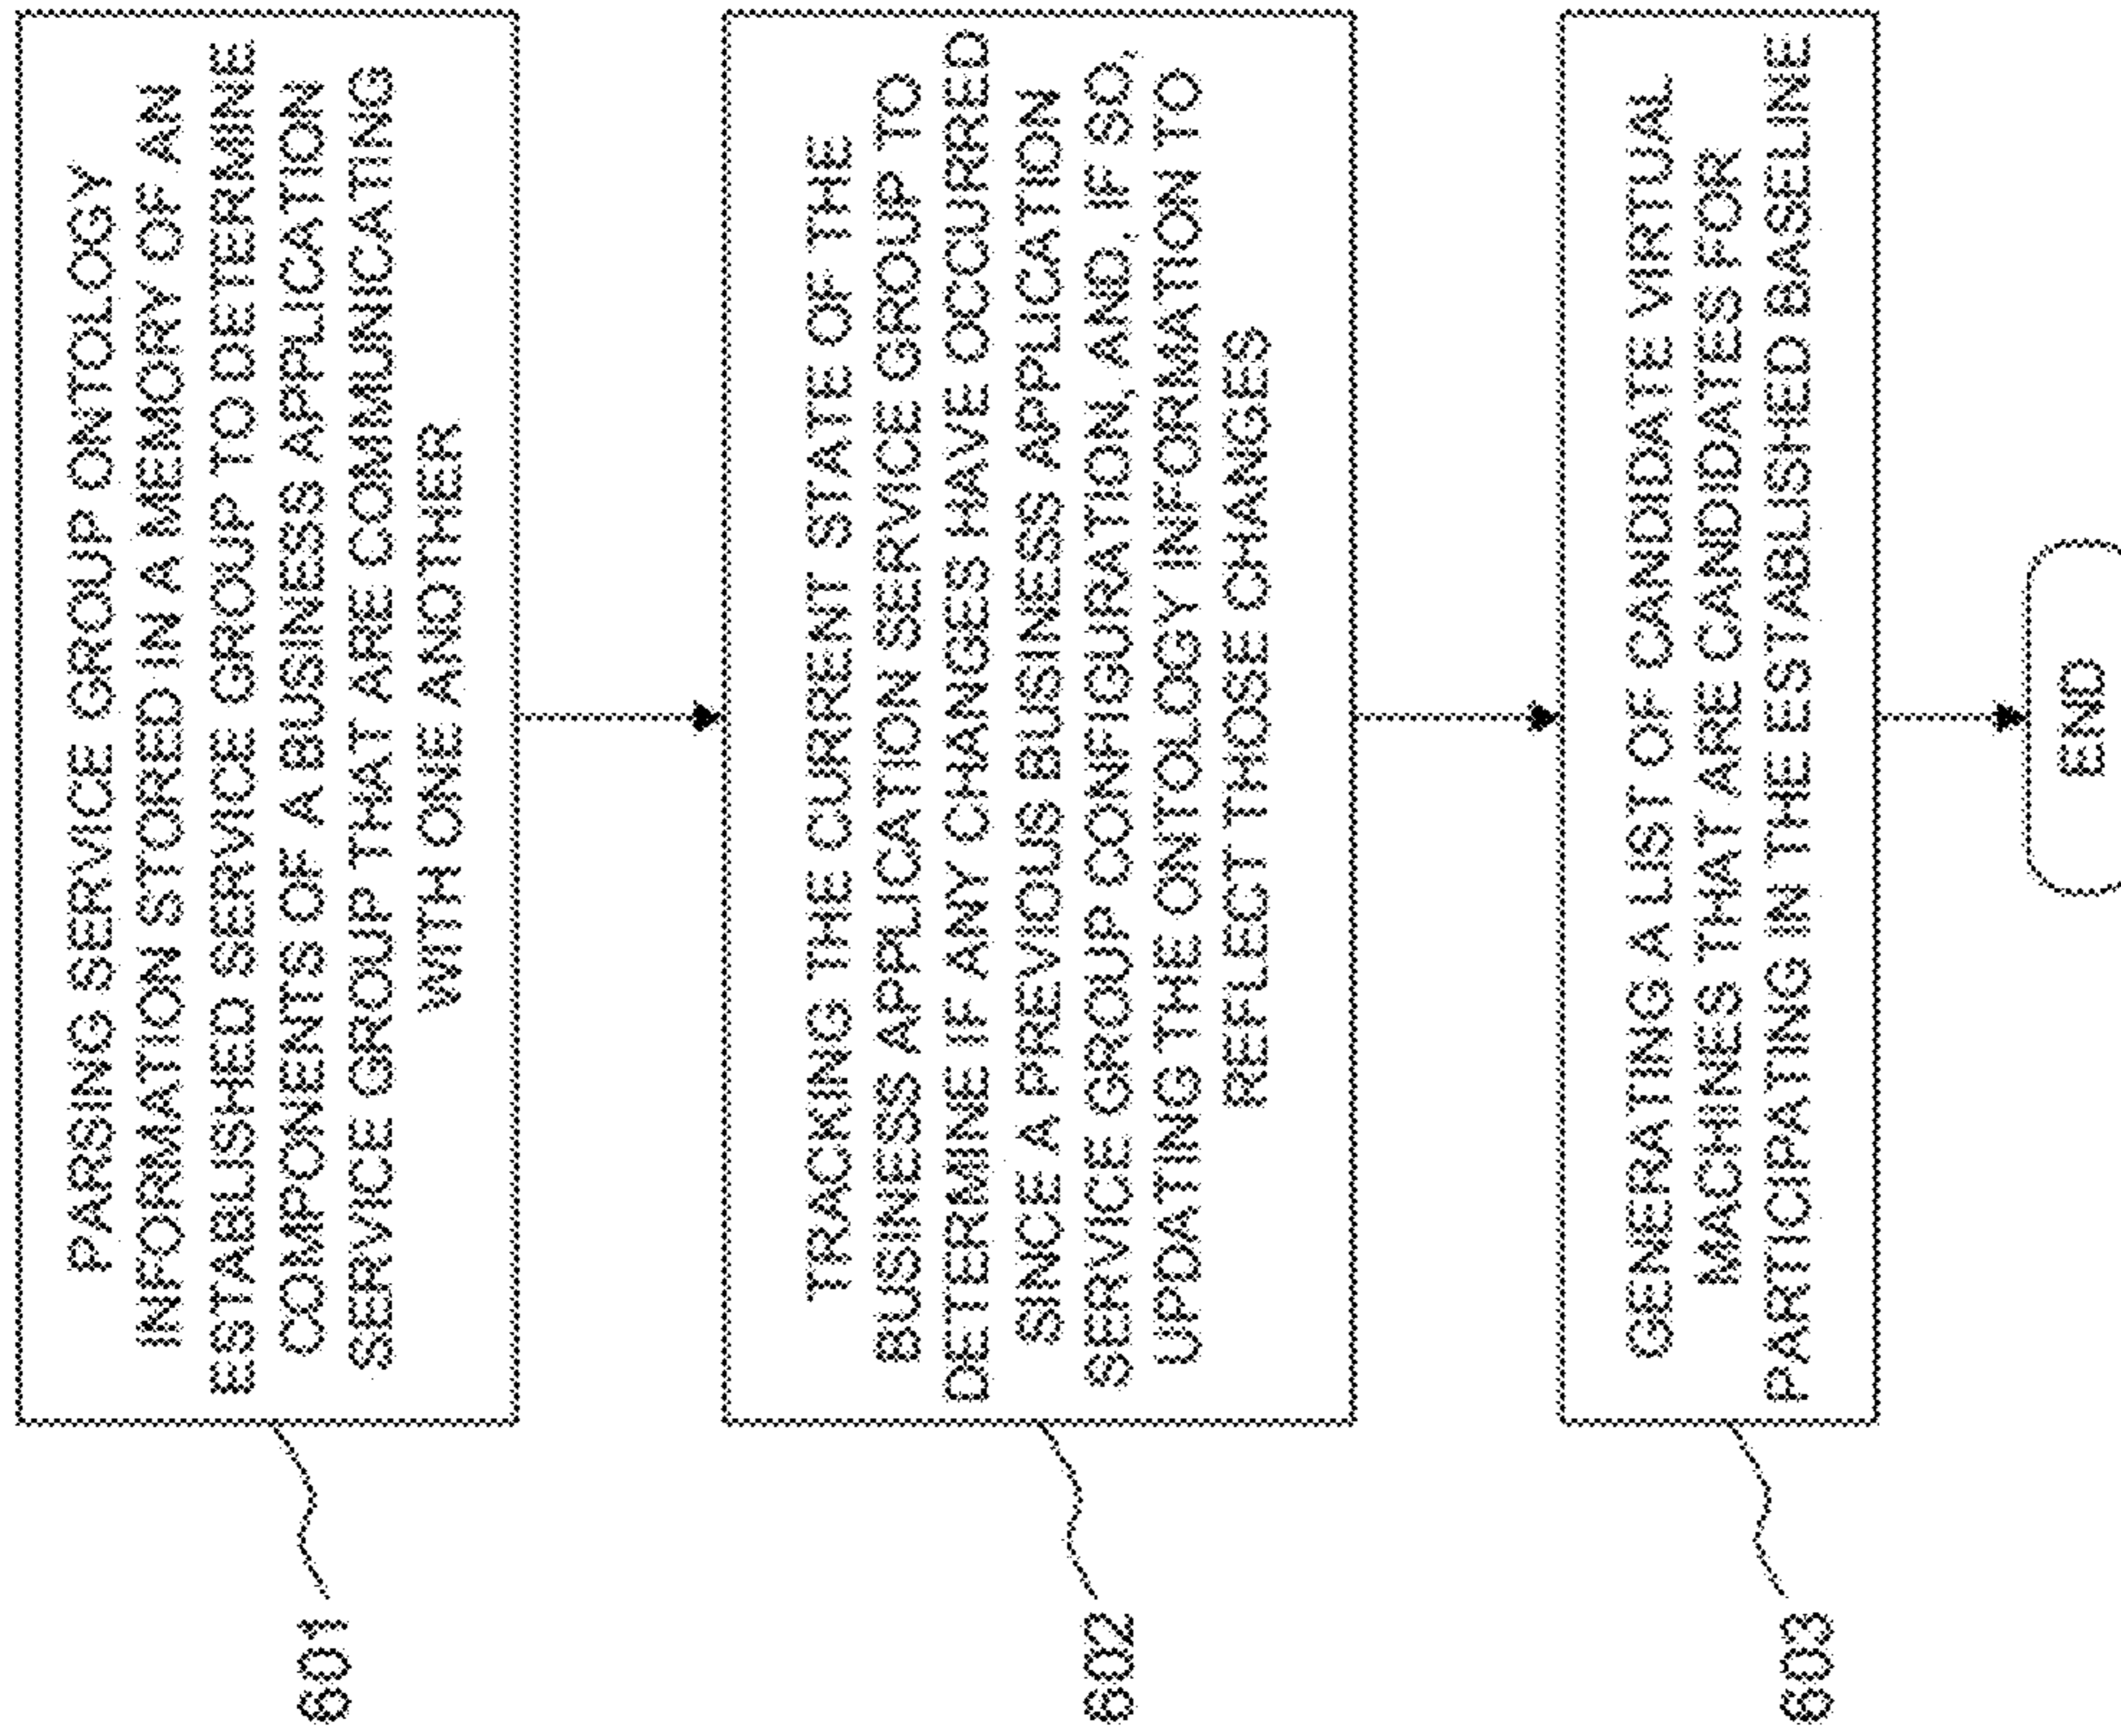 PARSING SERVICE GROUP ONTOLOGY
INFORMATION STORED IN A MEMORY OF AN
ESTABLISHED SERVICE GROUP TO DETERMINE
COMPONENTS OF A BUSINESS APPLICATION
SERVICE GROUP THAT ARE COMMUNICATING
WITH ONE ANOTHER
601
TRACKING THE CURRENT STATE OF THE
BUSINESS APPLICATION SERVICE GROUP TO
DETERMINE IF ANY CHANGES HAVE OCCURRED
SINCE A PREVIOUS BUSINESS APPLICATION
SERVICE GROUP CONFIGURATION, AND, IF SO,
UPDATING THE ONTOLOGY INFORMATION TO
REFLECT THOSE CHANGES
602
GENERATING A LIST OF CANDIDATE VIRTUAL
MACHINES THAT ARE CANDIDATES FOR
PARTICIPATING IN THE ESTABLISHED BASELINE
603
END